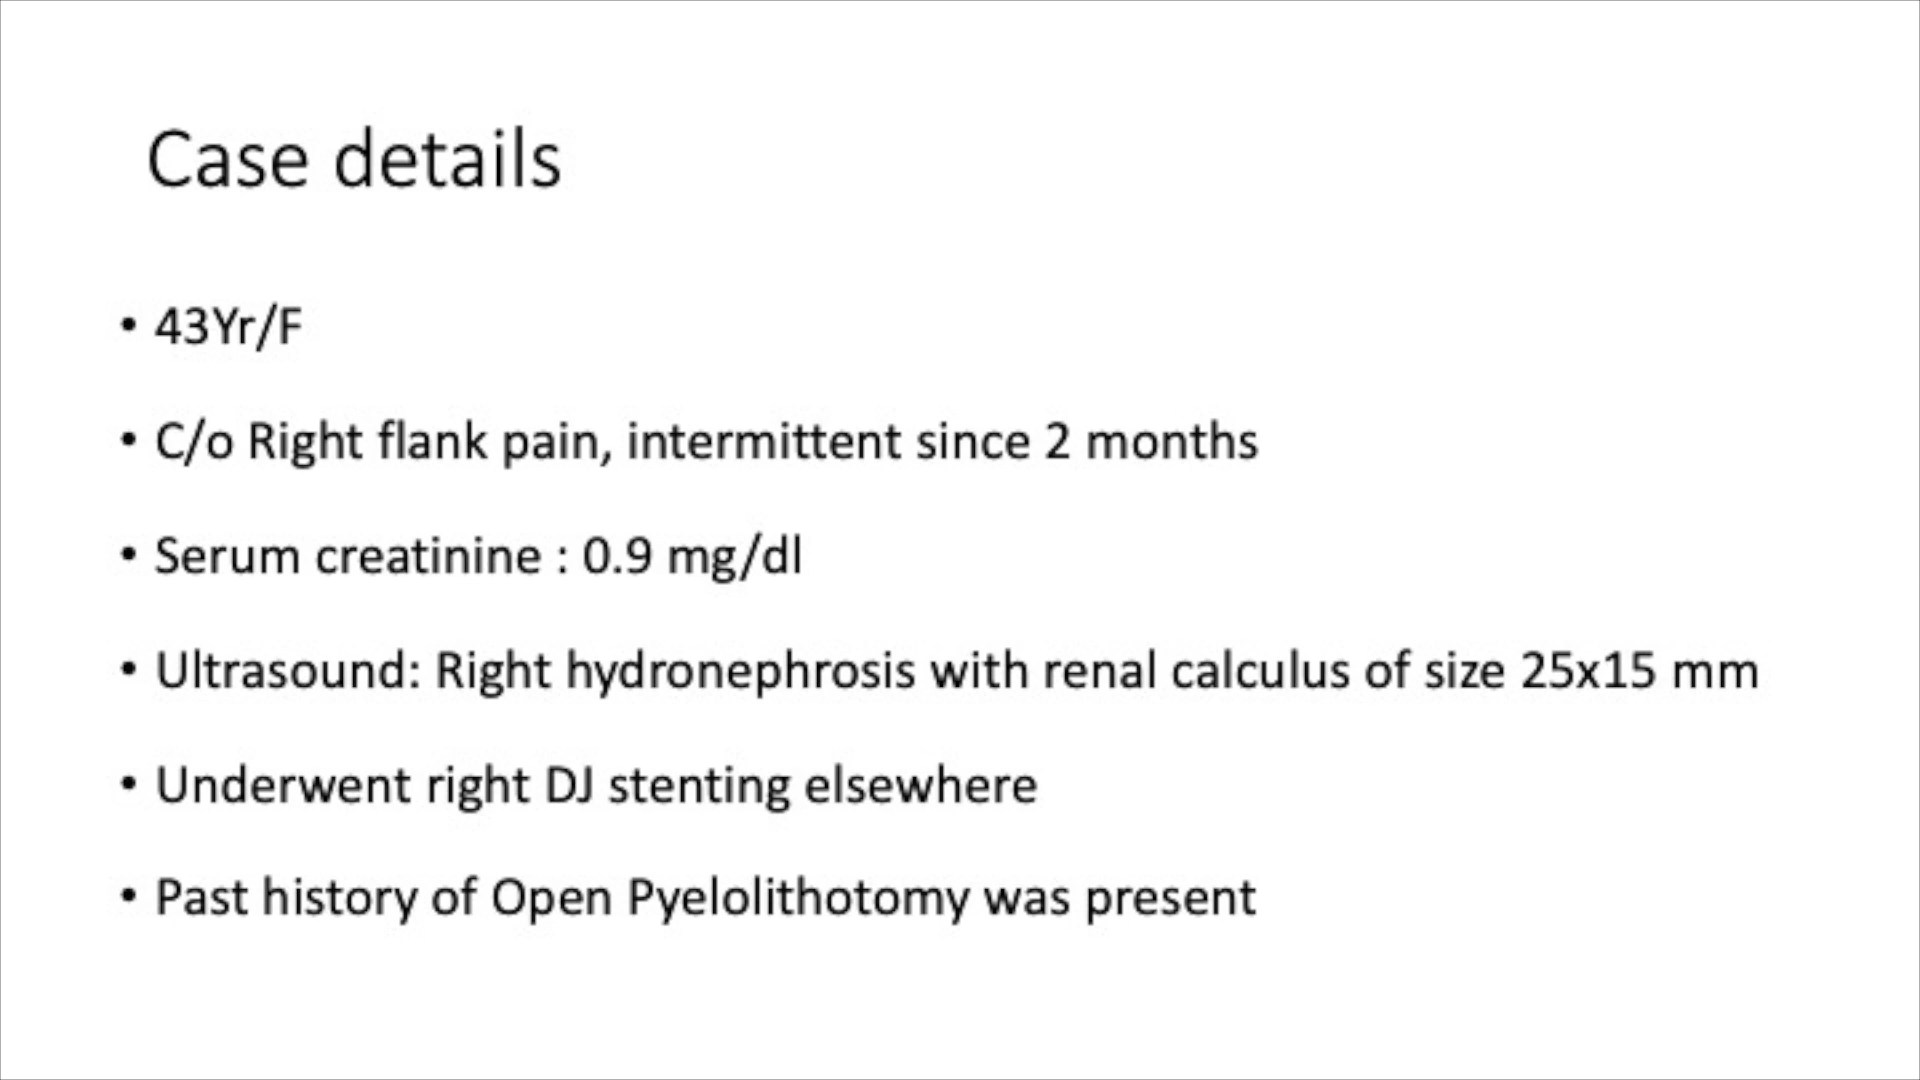 Case details
• 43Yr/F
• C/o Right flank pain, intermittent since 2 months
• Serum creatinine : 0.9 mg/dl
• Ultrasound: Right hydronephrosis with renal calculus of size 25x15 mm
• Underwent right DJ stenting elsewhere
• Past history of Open Pyelolithotomy was present